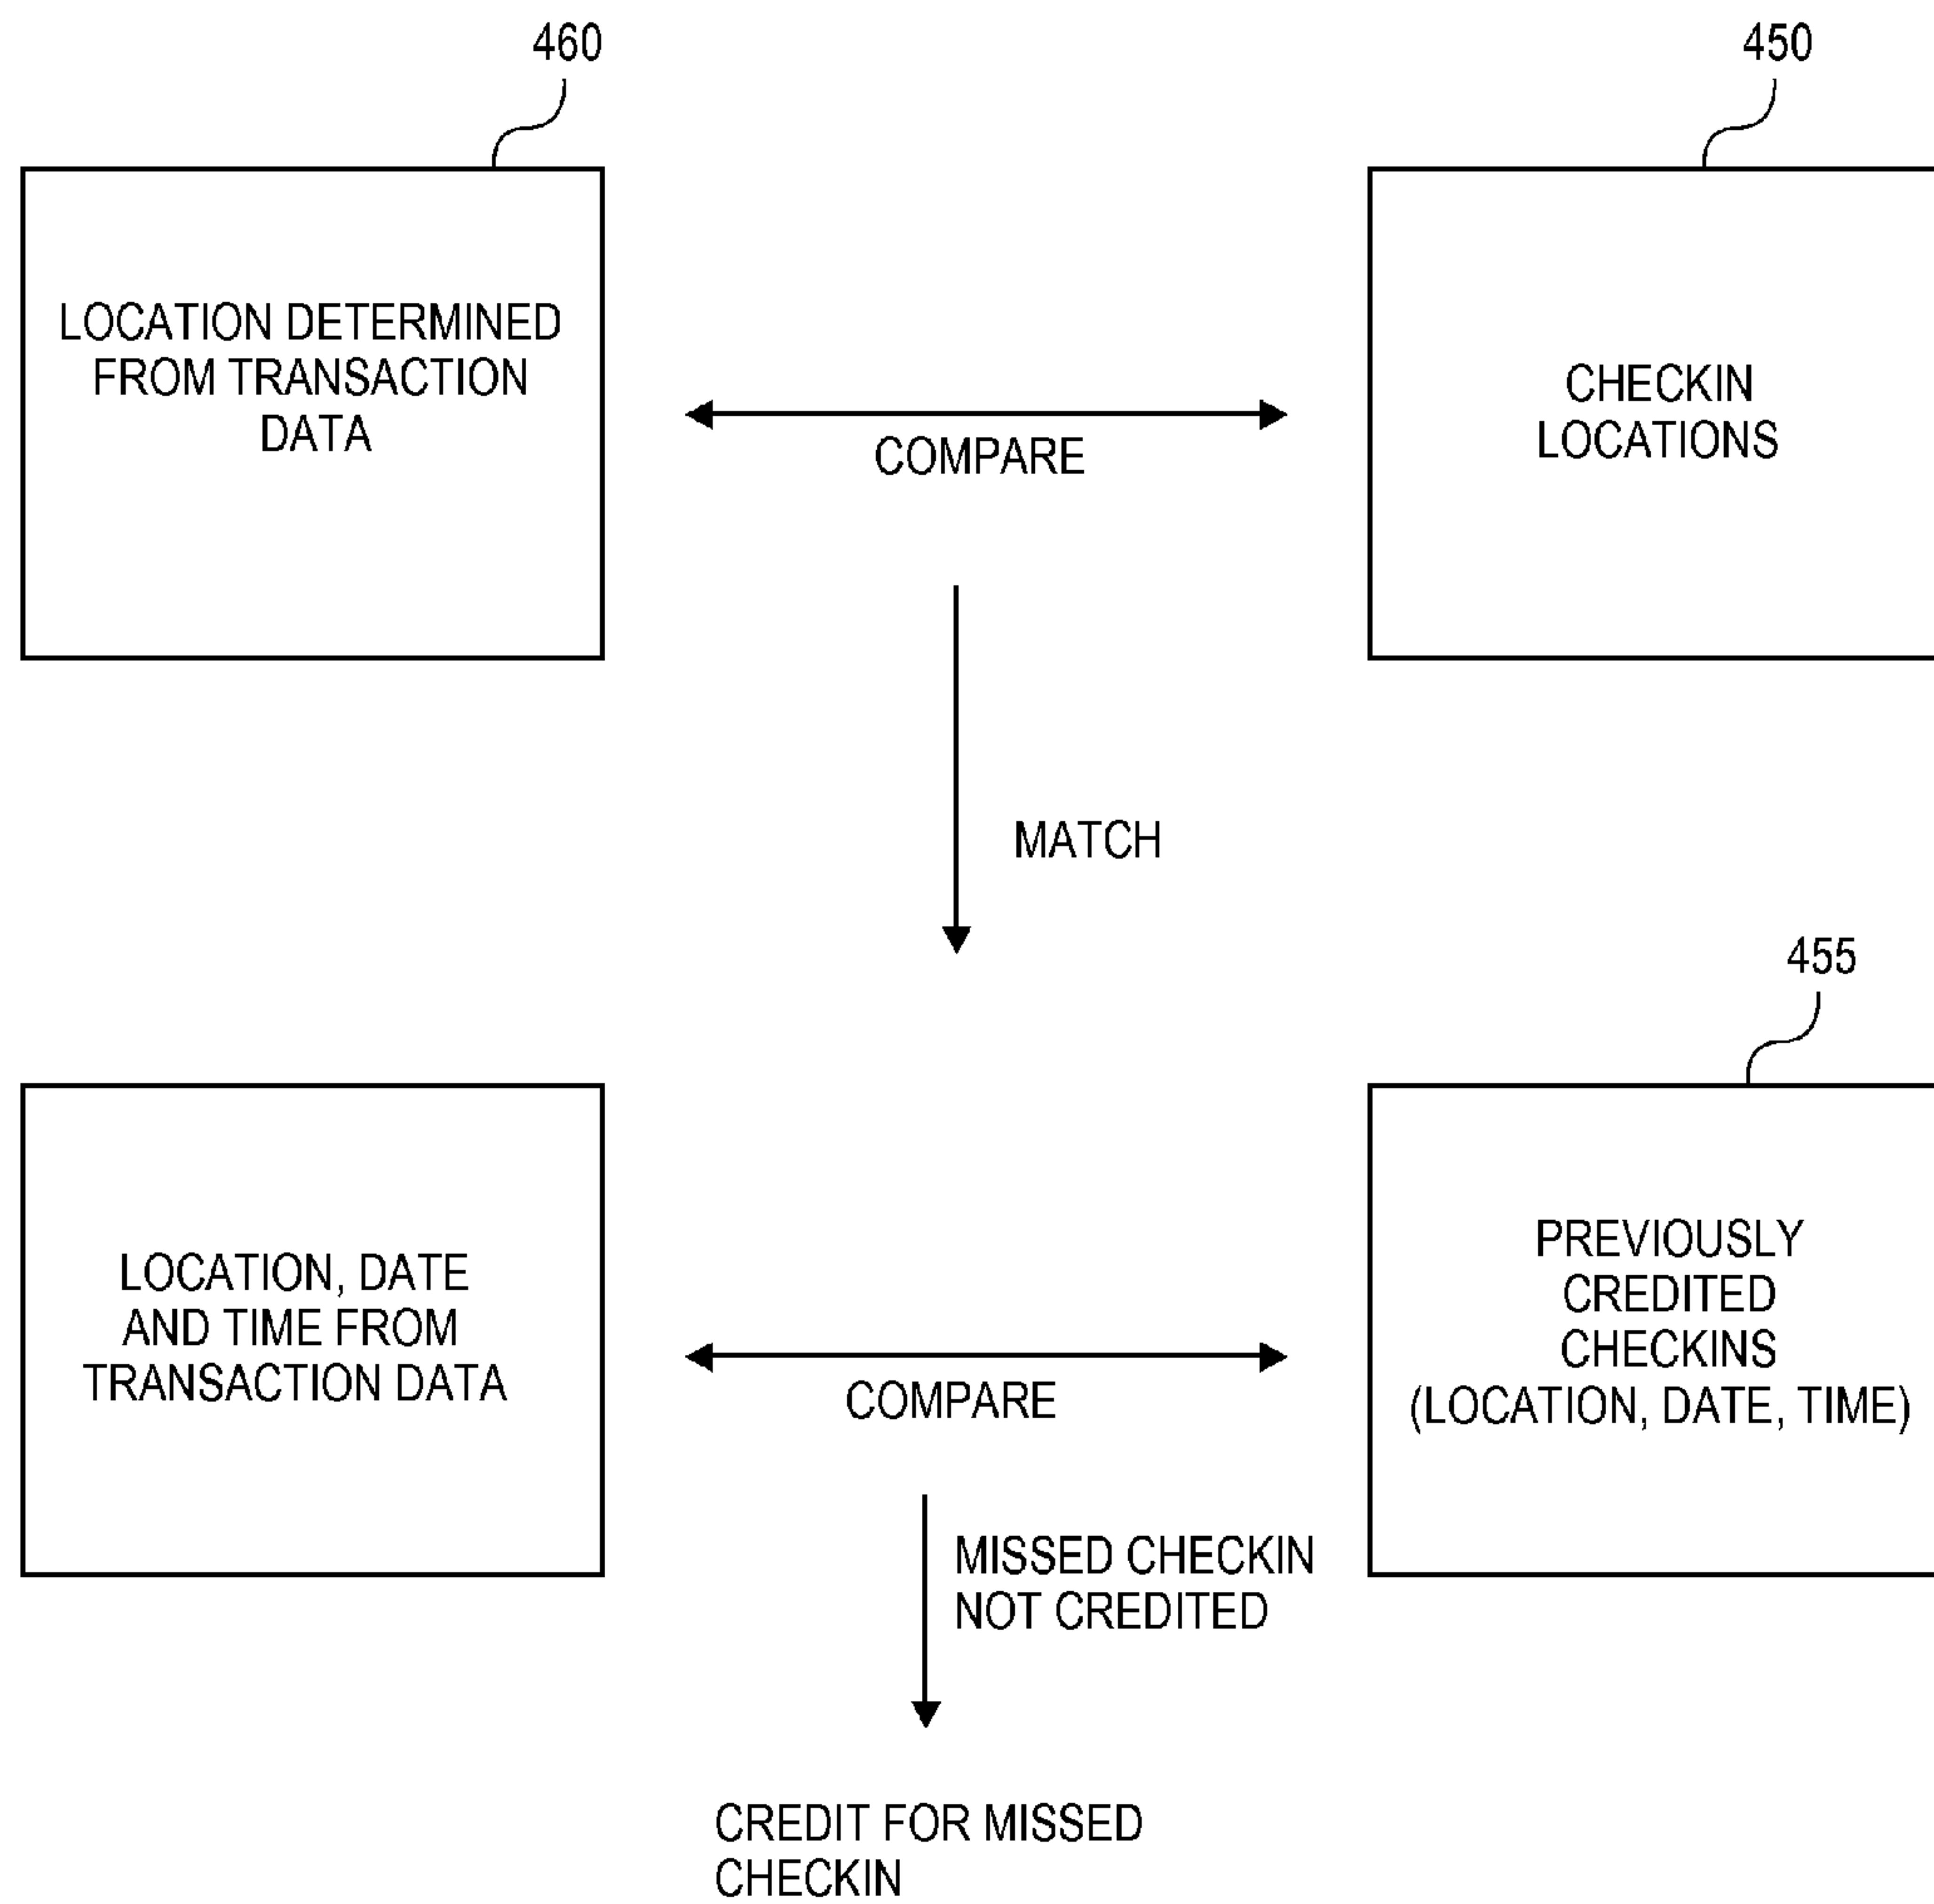 460
450
LOCATION DETERMINED
FROM TRANSACTION
DATA
COMPARE
CHECKIN
LOCATIONS
MATCH
455
LOCATION, DATE
AND TIME FROM
TRANSACTION DATA
COMPARE
PREVIOUSLY
CREDITED
CHECKINS
(LOCATION, DATE, TIME)
MISSED CHECKIN
NOT CREDITED
CREDIT FOR MISSED
CHECKIN